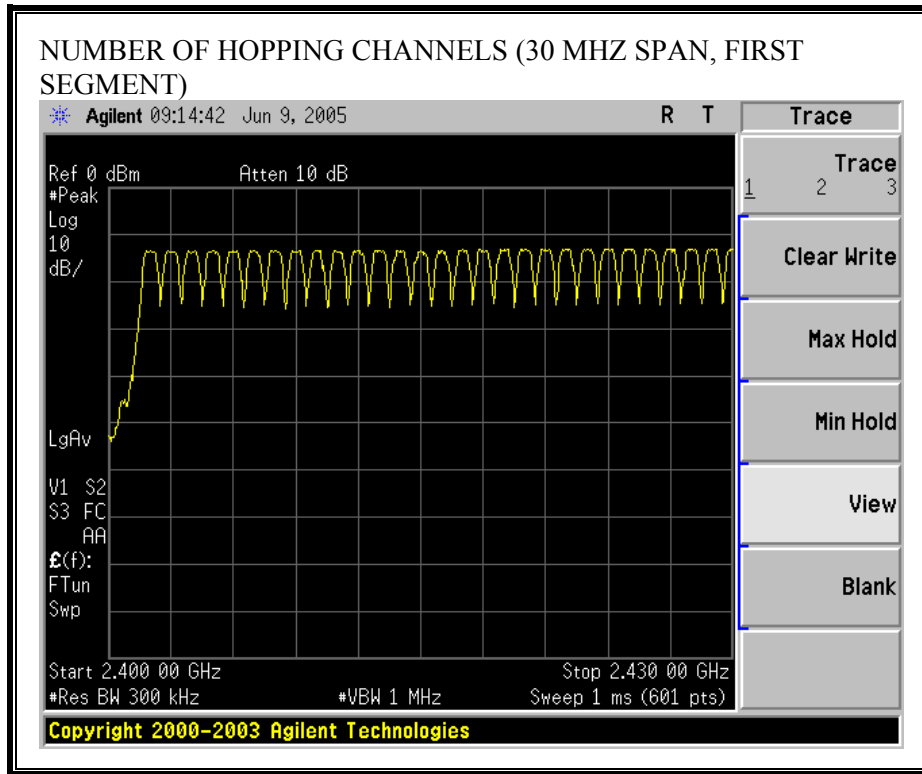 NUMBER OF HOPPING CHANNELS (30 MHZ SPAN, FIRST
SEGMENT)
Agilent 09:14:42 Jun 9, 2005 R T
Trace
Ref 0 dBm Atten 10 dB
#Peak
Log
10
dB/
LgAv
V1 S2
S3 FC
AA
£(f):
FTun
Swp
Start 2.400 00 GHz Stop 2.430 00 GHz
#Res BW 300 kHz #VBW 1 MHz Sweep 1 ms (601 pts)
Trace
1 2 3
Clear Write
Max Hold
Min Hold
View
Blank
Copyright 2000-2003 Agilent Technologies